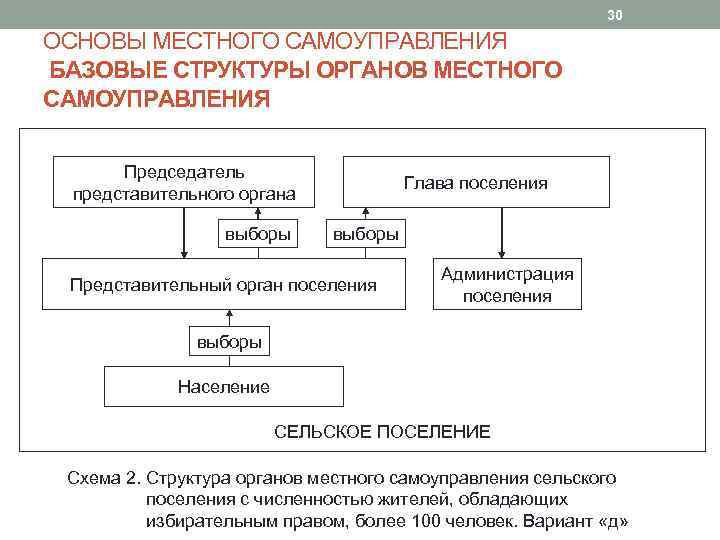 30
ОСНОВЫ МЕСТНОГО САМОУПРАВЛЕНИЯ
БАЗОВЫЕ СТРУКТУРЫ ОРГАНОВ МЕСТНОГО
САМОУПРАВЛЕНИЯ
Председатель
представительного органа
Глава поселения
выборы
выборы
Представительный орган поселения
Администрация
поселения
выборы
Население
СЕЛЬСКОЕ ПОСЕЛЕНИЕ
Схема 2. Структура органов местного самоуправления сельского
поселения с численностью жителей, обладающих
избирательным правом, более 100 человек. Вариант «д»